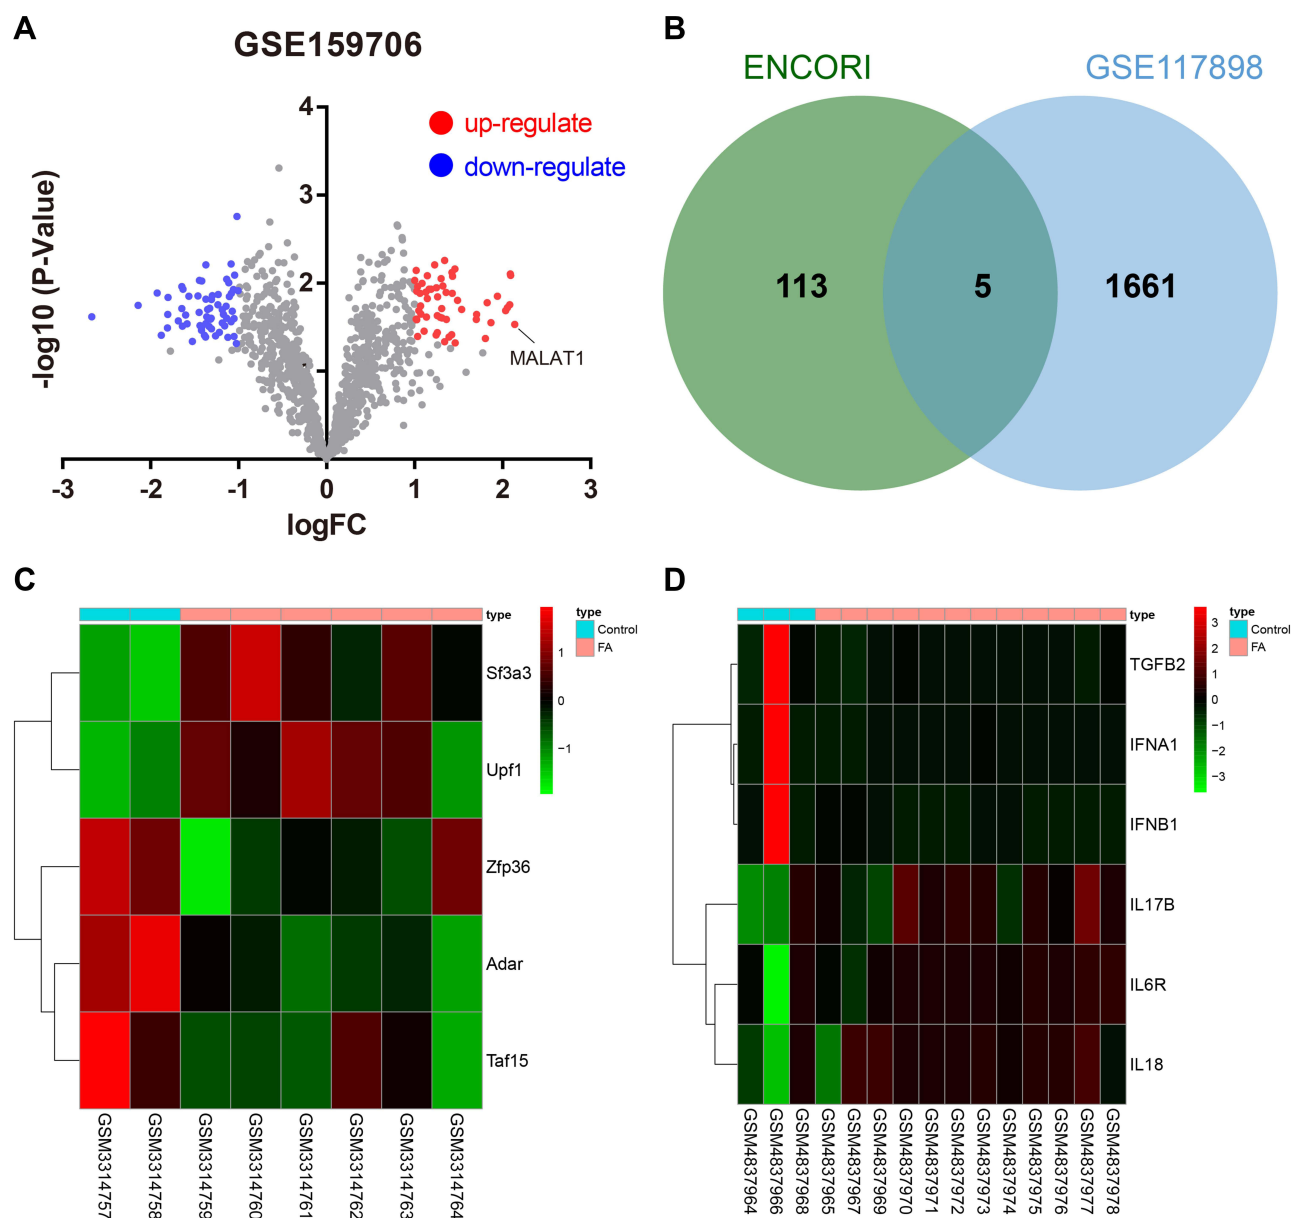 A
GSE159706
-log10 (P-Value)
4
3
2
up-regulate
down-regulate
MALAT1
-3 -2 -1 0 1 2 3
logFC
B
ENCORI
GSE117898
113
5
1661
C
type
Sf3a3
Upf1
Zfp36
Adar
Taf15
1
0
−1
type
Control
FA
GSM3314757
GSM3314758
GSM3314759
GSM3314760
GSM3314761
GSM3314762
GSM3314763
GSM3314764
D
type
TGFB2
IFNA1
IFNB1
IL17B
IL6R
IL18
3
2
1
0
−1
−2
−3
type
Control
FA
GSM4837964
GSM4837966
GSM4837968
GSM4837965
GSM4837967
GSM4837969
GSM4837970
GSM4837971
GSM4837972
GSM4837973
GSM4837974
GSM4837975
GSM4837976
GSM4837977
GSM4837978